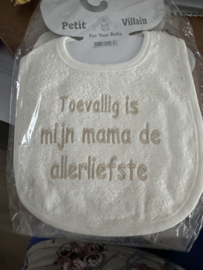 Petit Villain
For Your Baby
Toevallig is
mijn mama de
allerliefste